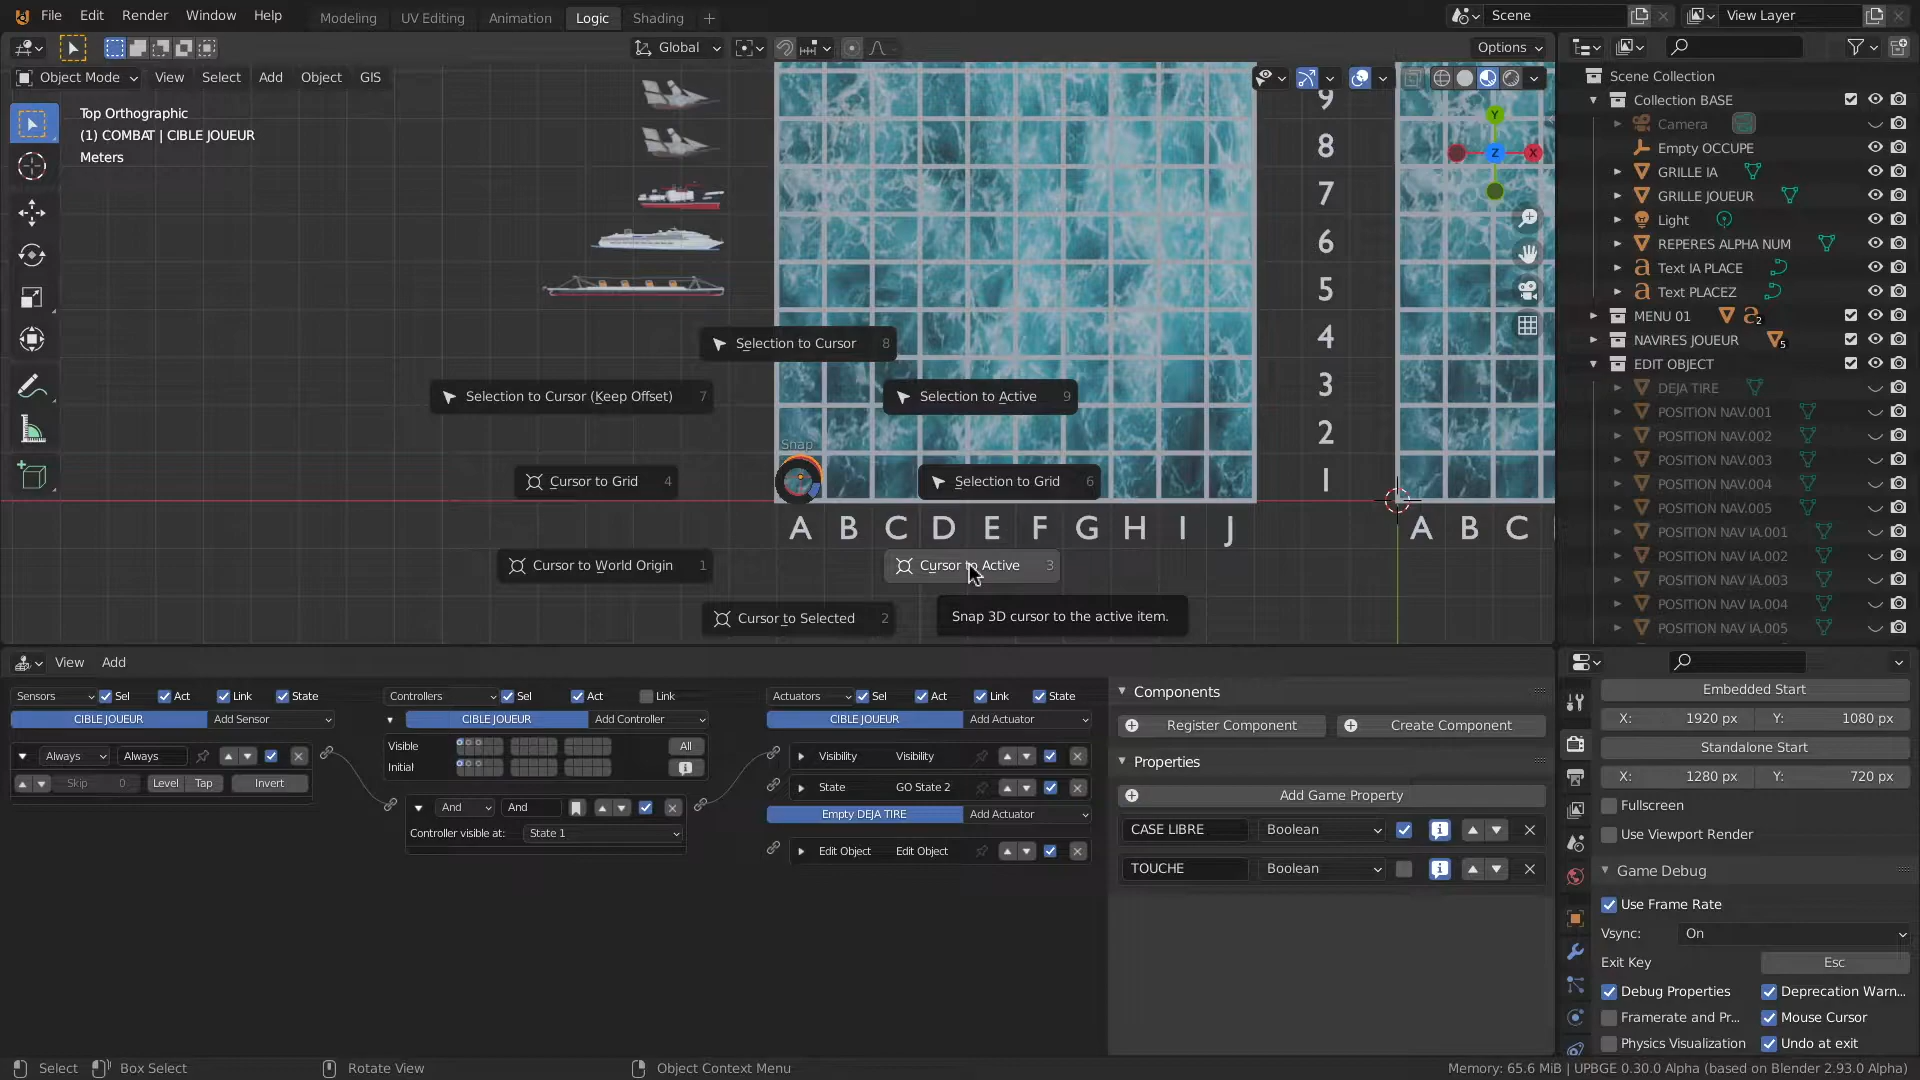 File Edit Render Window Help
Modeling UV Editing Animation Logic Shading
Scene View Layer
Global Options
Object Mode View Select Add Object GIS
Top Orthographic
(1) COMBAT | CIBLE JOUEUR
Meters
Y
X
Z
9
8
7
6
5
4
3
2
1
A B C D E F G H I J
A B C
Snap
Selection to Cursor 8
Selection to Cursor (Keep Offset) 7
Selection to Active 9
Cursor to Grid 4
Selection to Grid 6
Cursor to World Origin 1
Cursor to Active 3
Cursor to Selected 2
Snap 3D cursor to the active item.
Scene Collection
Collection BASE
Camera
Empty OCCUPE
GRILLE IA
GRILLE JOUEUR
Light
REPERES ALPHA NUM
Text IA PLACE
Text PLACEZ
MENU 01 2
NAVIRES JOUEUR 5
EDIT OBJECT
DEJA TIRE
POSITION NAV.001
POSITION NAV.002
POSITION NAV.003
POSITION NAV.004
POSITION NAV.005
POSITION NAV IA.001
POSITION NAV IA.002
POSITION NAV IA.003
POSITION NAV IA.004
POSITION NAV IA.005
View Add
Sensors Sel Act Link State
CIBLE JOUEUR Add Sensor
Always Always
Skip 0 Level Tap Invert
Controllers Sel Act Link
CIBLE JOUEUR Add Controller
Visible All
Initial
And And
Controller visible at: State 1
Actuators Sel Act Link State
CIBLE JOUEUR Add Actuator
Visibility Visibility
State GO State 2
Empty DEJA TIRE Add Actuator
Edit Object Edit Object
Components
Register Component Create Component
Properties
Add Game Property
CASE LIBRE Boolean
TOUCHE Boolean
Embedded Start
X: 1920 px Y: 1080 px
Standalone Start
X: 1280 px Y: 720 px
Fullscreen
Use Viewport Render
Game Debug
Use Frame Rate
Vsync: On
Exit Key Esc
Debug Properties Deprecation Warn...
Framerate and Pr... Mouse Cursor
Physics Visualization Undo at exit
Select Box Select Rotate View Object Context Menu
Memory: 65.6 MiB | UPBGE 0.30.0 Alpha (based on Blender 2.93.0 Alpha)